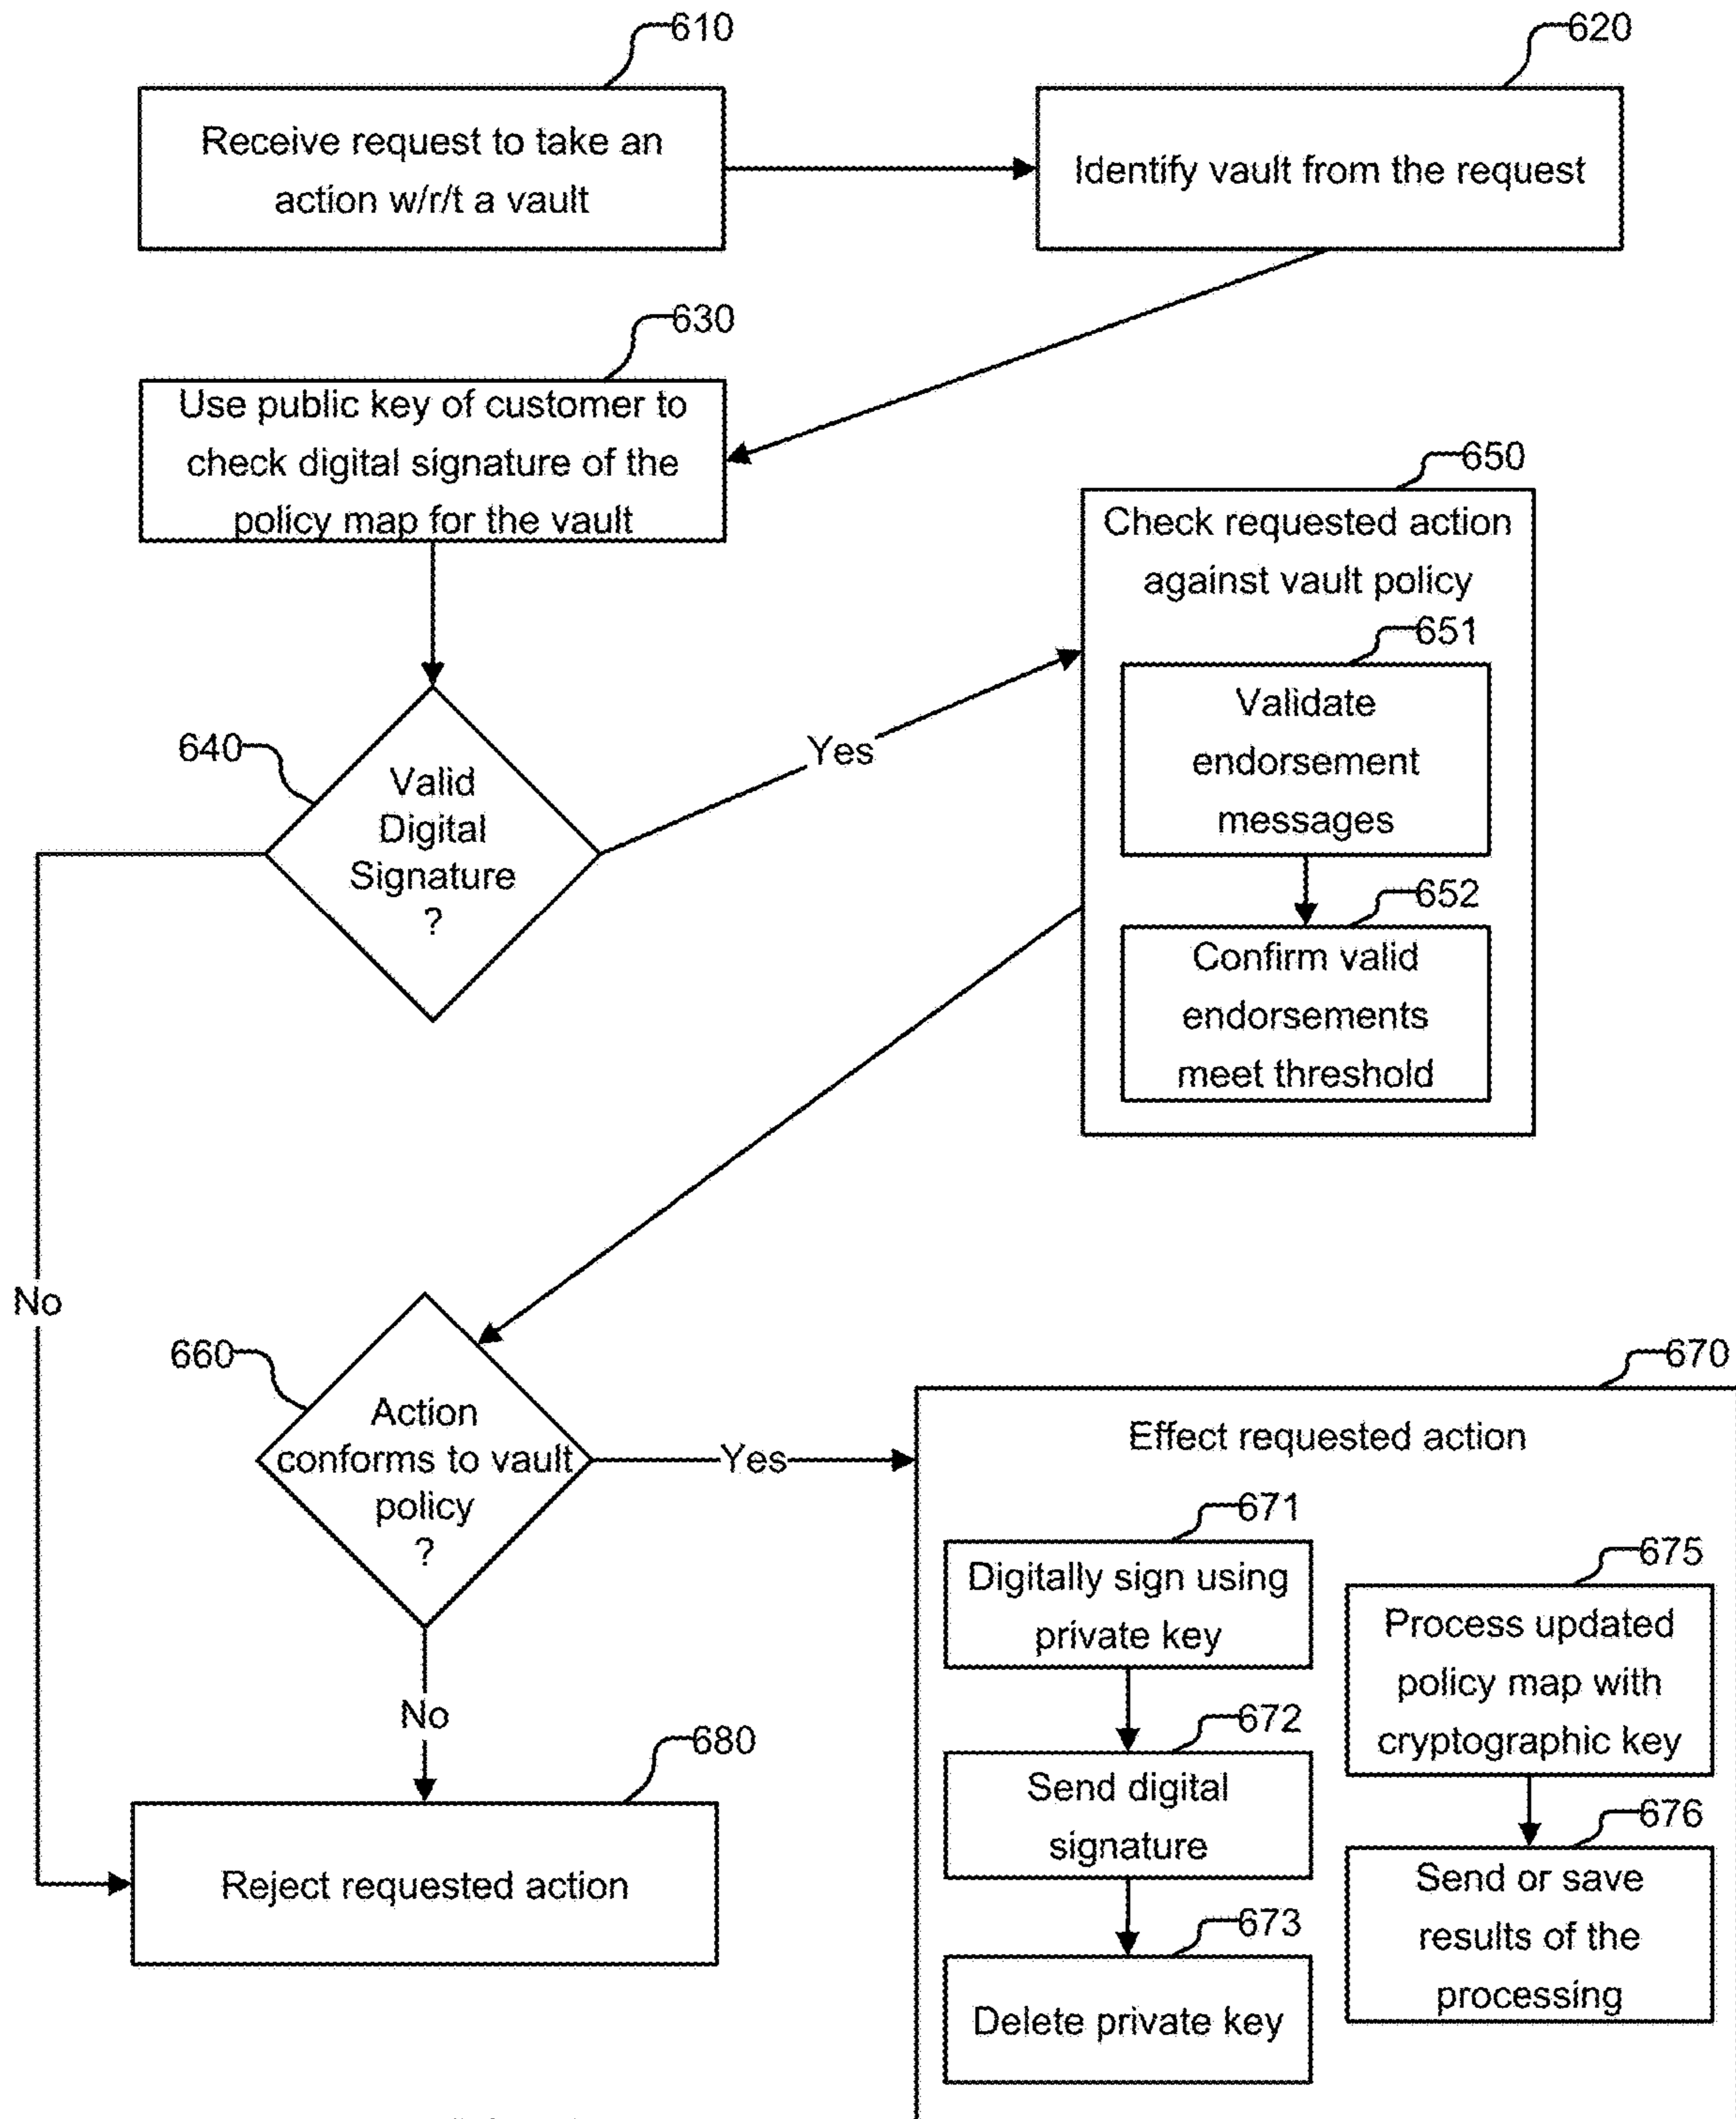 610
Receive request to take an
action w/r/t a vault
620
Identify vault from the request
630
Use public key of customer to
check digital signature of the
policy map for the vault
640
Valid
Digital
Signature
?
Yes
No
650
Check requested action
against vault policy
651
Validate
endorsement
messages
652
Confirm valid
endorsements
meet threshold
660
Action
conforms to vault
policy
?
Yes
No
670
Effect requested action
671
Digitally sign using
private key
672
Send digital
signature
673
Delete private key
675
Process updated
policy map with
cryptographic key
676
Send or save
results of the
processing
680
Reject requested action